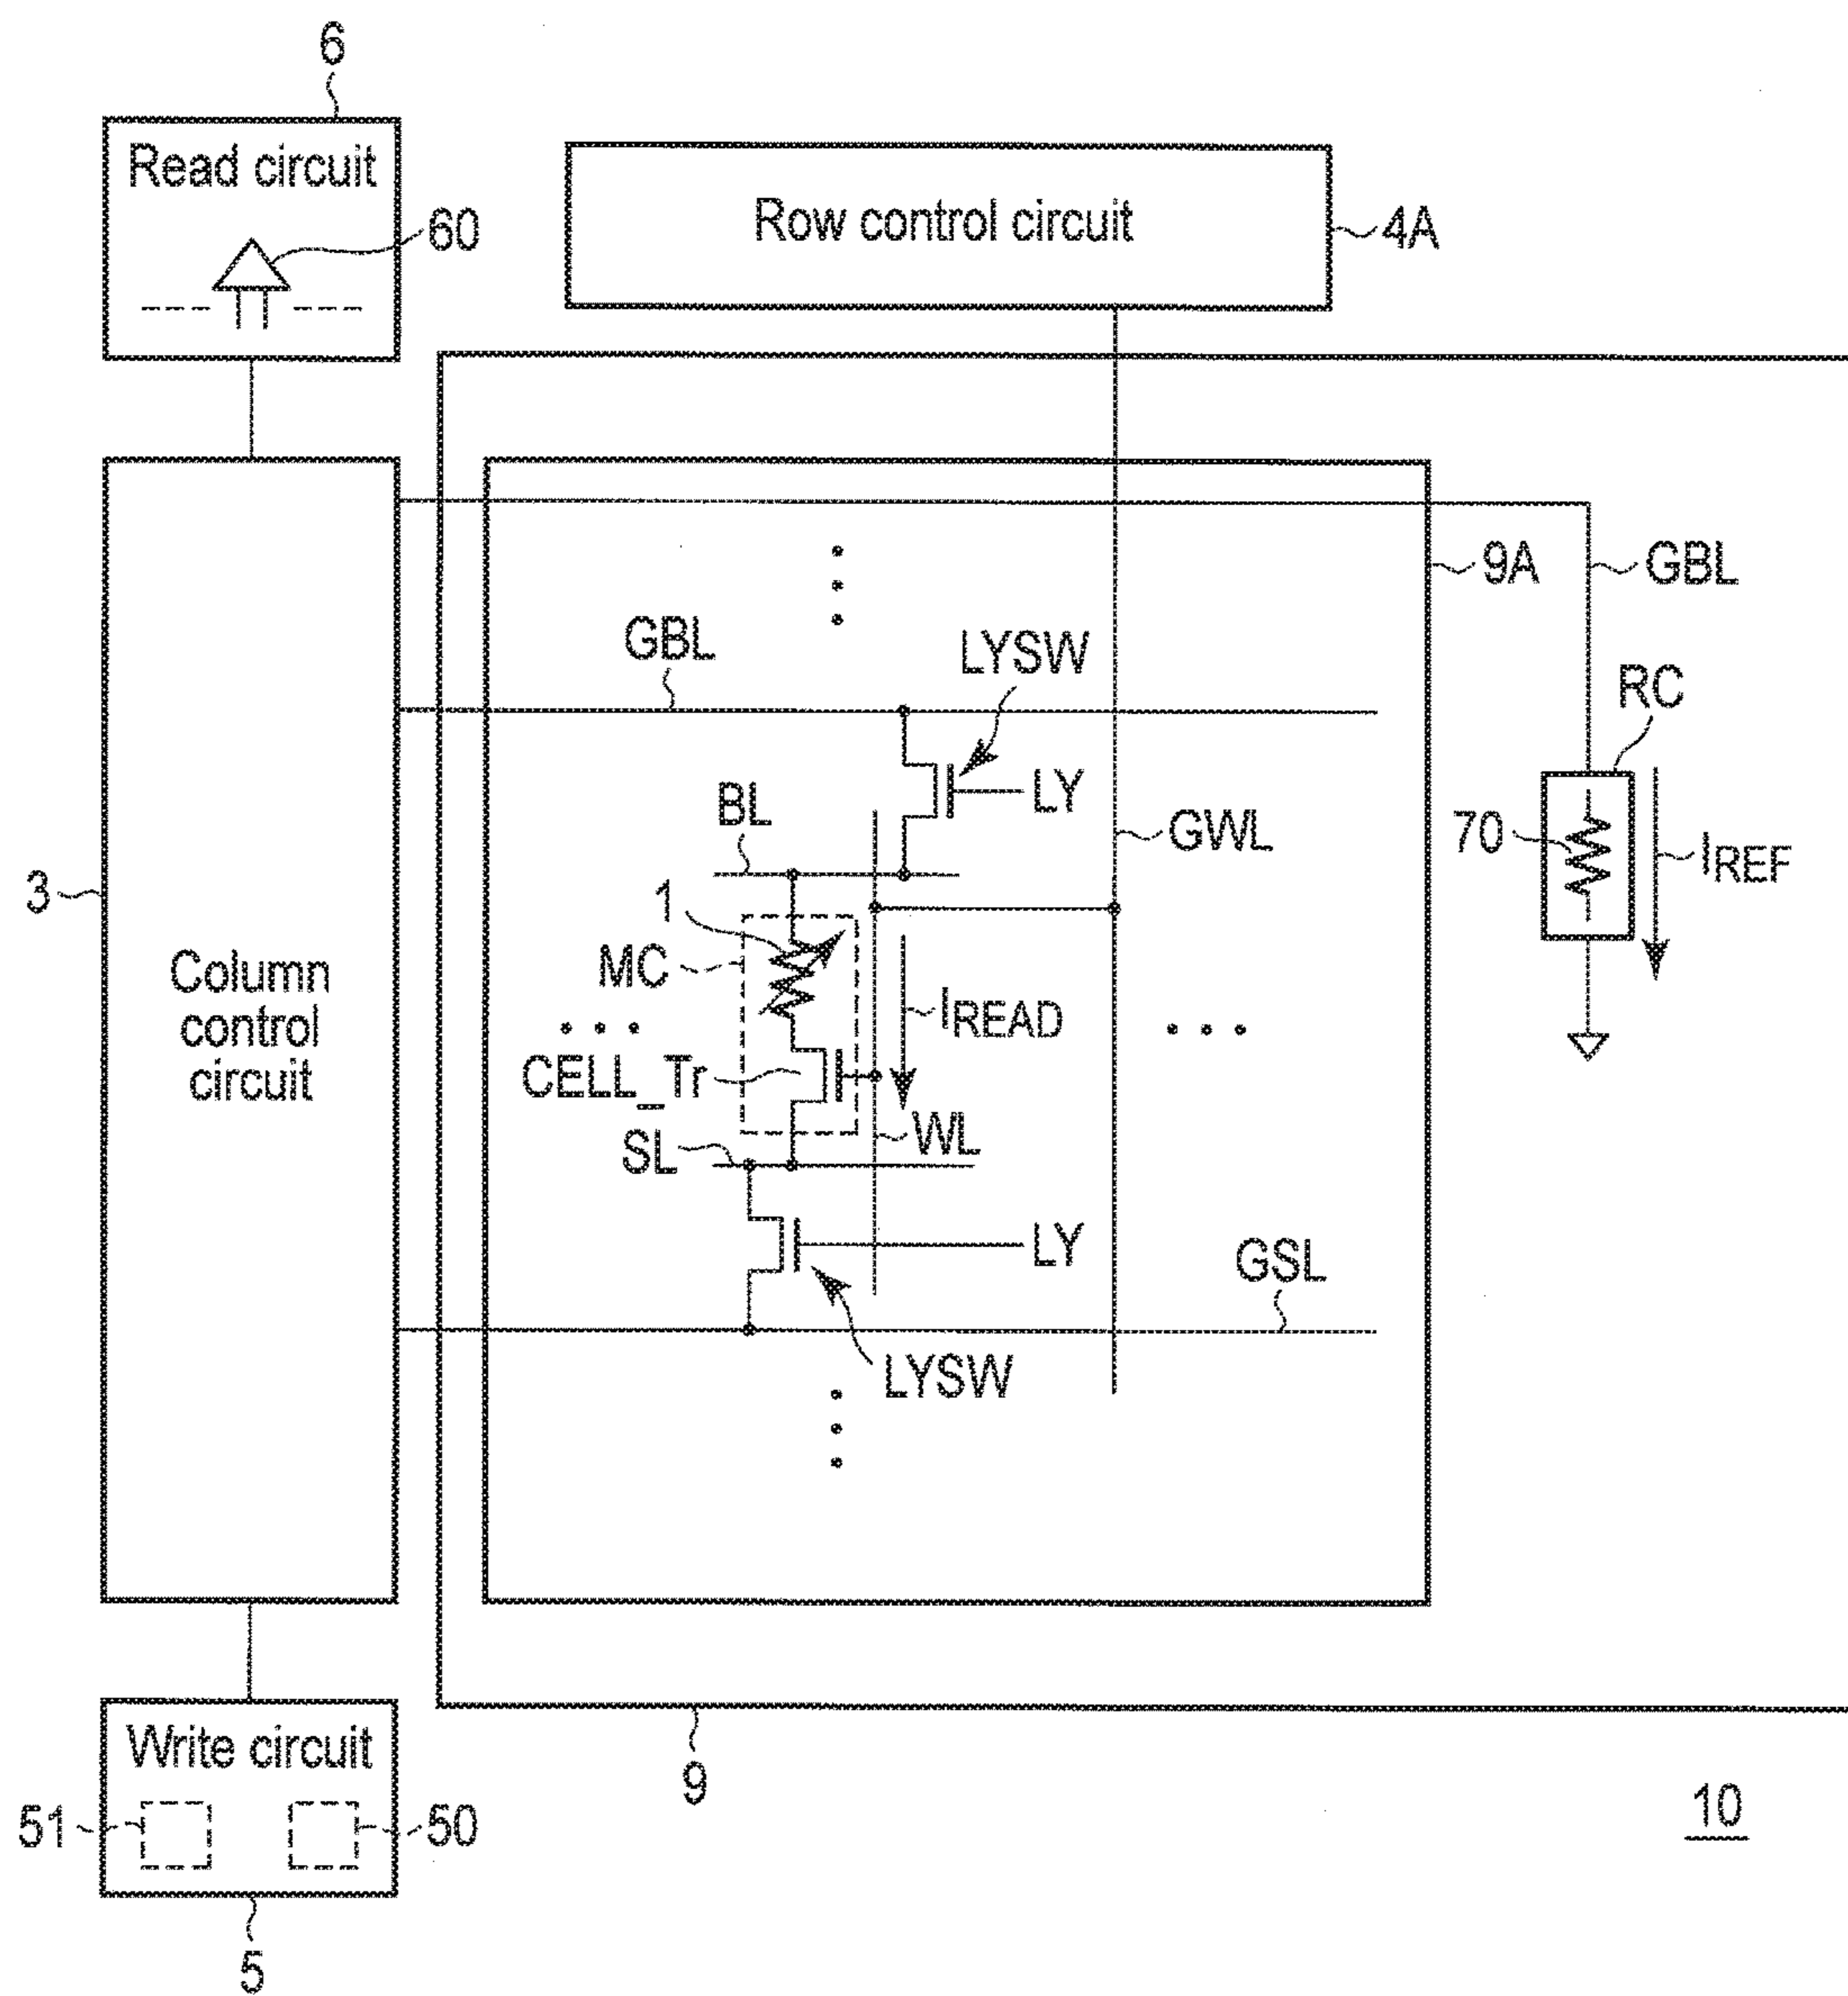 6
Read circuit
60
Row control circuit
4A
9A
GBL
GBL
LYSW
RC
LY
BL
GWL
70
IREF
3
1
MC
IREAD
Column
control
circuit
CELL_Tr
WL
SL
LY
GSL
LYSW
Write circuit
9
51
50
10
5